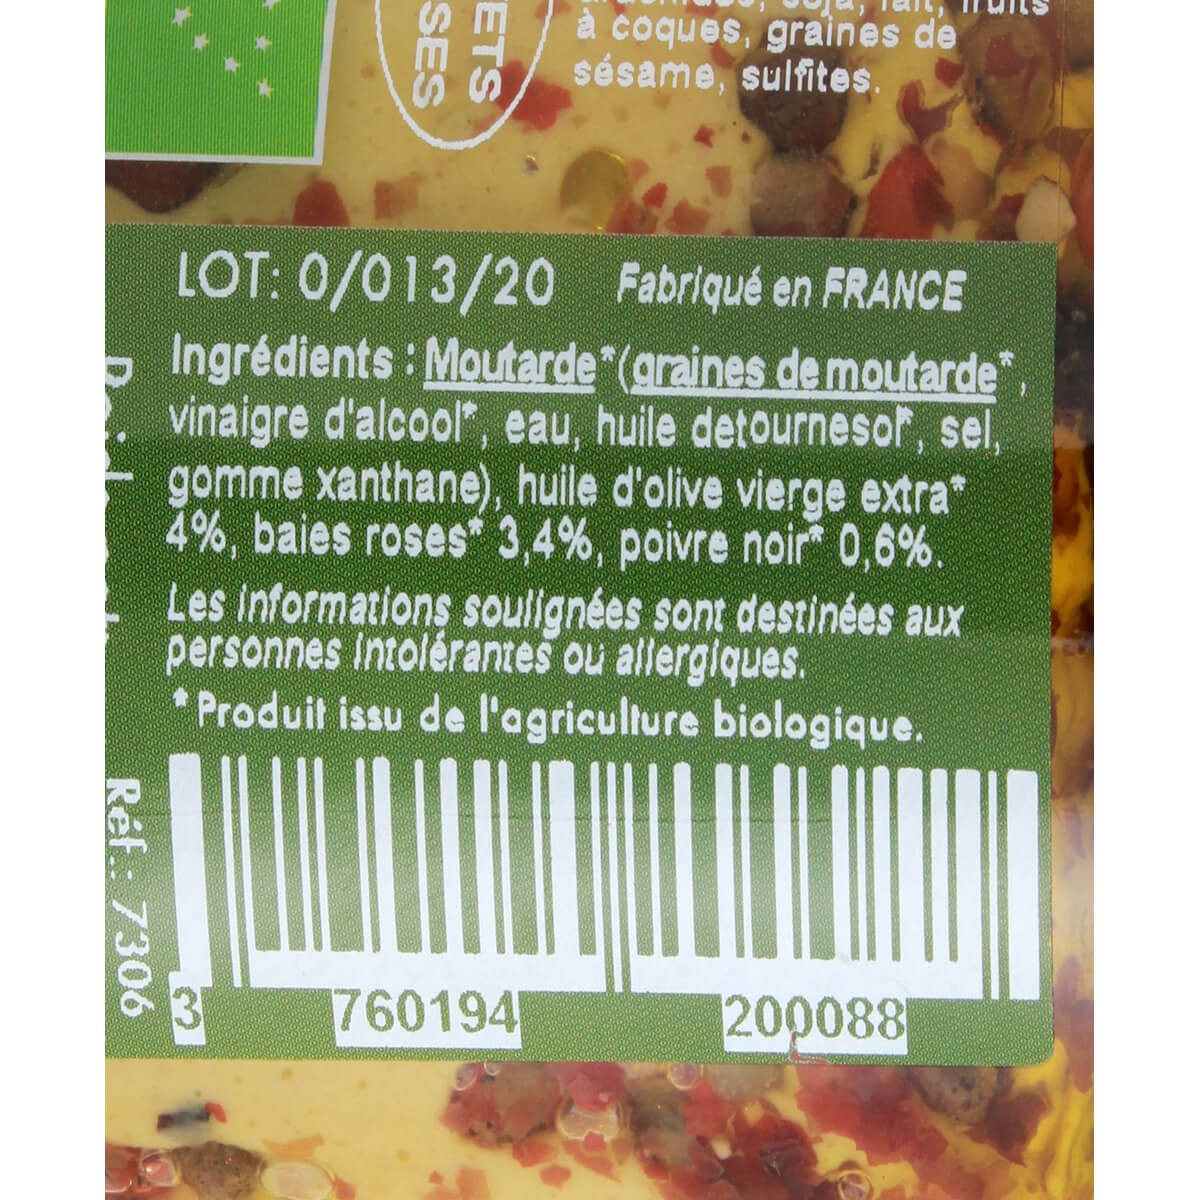 ETS
SES
soja, lait, fruits
à coques, graines de
sésame, sulfites.
LOT: 0/013/20 Fabriqué en FRANCE
Ingrédients : Moutarde* (graines de moutarde*,
vinaigre d'alcool*, eau, huile detournesol*, sel,
gomme xanthane), huile d'olive vierge extra*
4%, baies roses* 3,4%, poivre noir* 0,6%.
Les informations soulignées sont destinées aux
personnes intolérantes ou allergiques.
*Produit issu de l'agriculture biologique.
Réf.: 7306
3 760194 200088